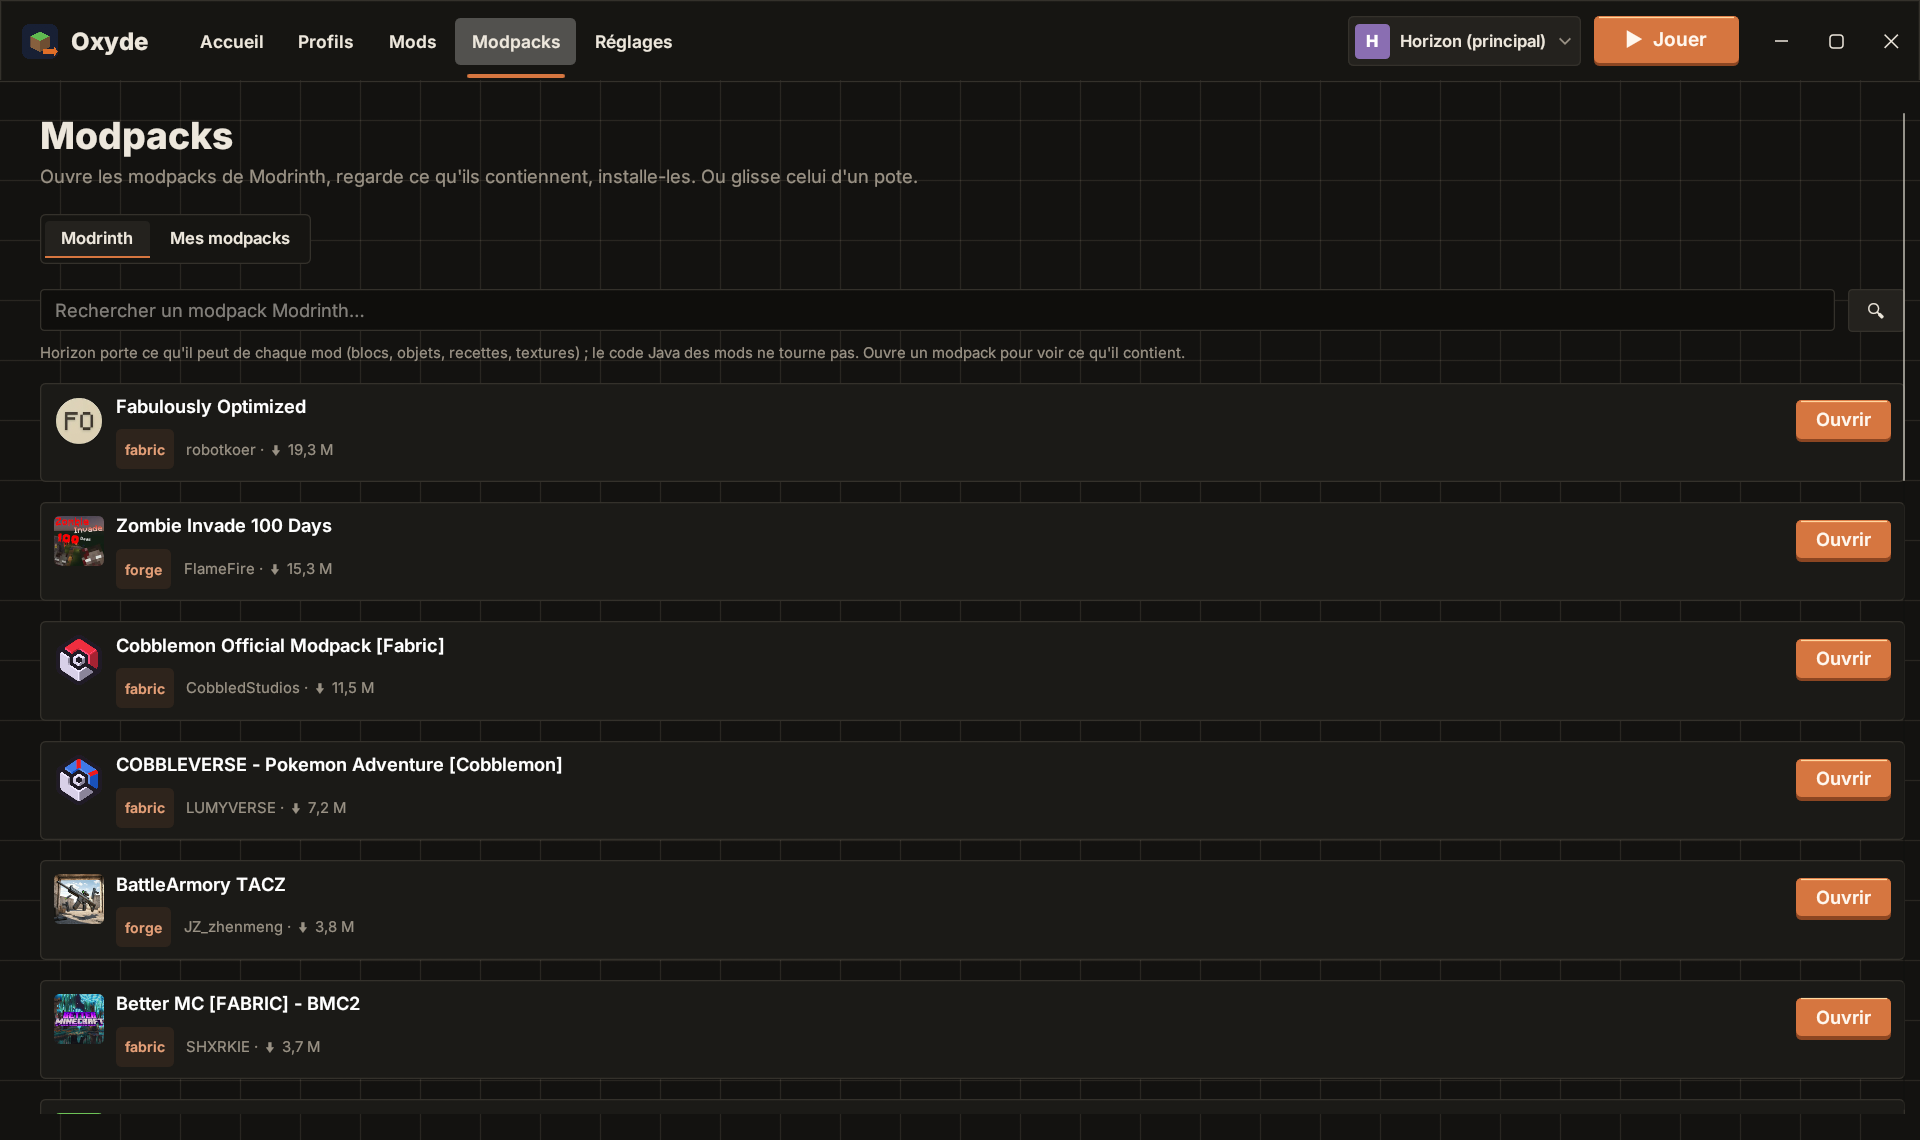 Oxyde
Accueil
Profils
Mods
Modpacks
Réglages
H
Horizon (principal)
Jouer
Modpacks
Ouvre les modpacks de Modrinth, regarde ce qu'ils contiennent, installe-les. Ou glisse celui d'un pote.
Modrinth
Mes modpacks
Rechercher un modpack Modrinth...
Horizon porte ce qu'il peut de chaque mod (blocs, objets, recettes, textures) ; le code Java des mods ne tourne pas. Ouvre un modpack pour voir ce qu'il contient.
FO
Fabulously Optimized
fabric robotkoer · 19,3 M
Ouvrir
Zombie Invade 100 Days
forge FlameFire · 15,3 M
Ouvrir
Cobblemon Official Modpack [Fabric]
fabric CobbledStudios · 11,5 M
Ouvrir
COBBLEVERSE - Pokemon Adventure [Cobblemon]
fabric LUMYVERSE · 7,2 M
Ouvrir
BattleArmory TACZ
forge JZ_zhenmeng · 3,8 M
Ouvrir
Better MC [FABRIC] - BMC2
fabric SHXRKIE · 3,7 M
Ouvrir